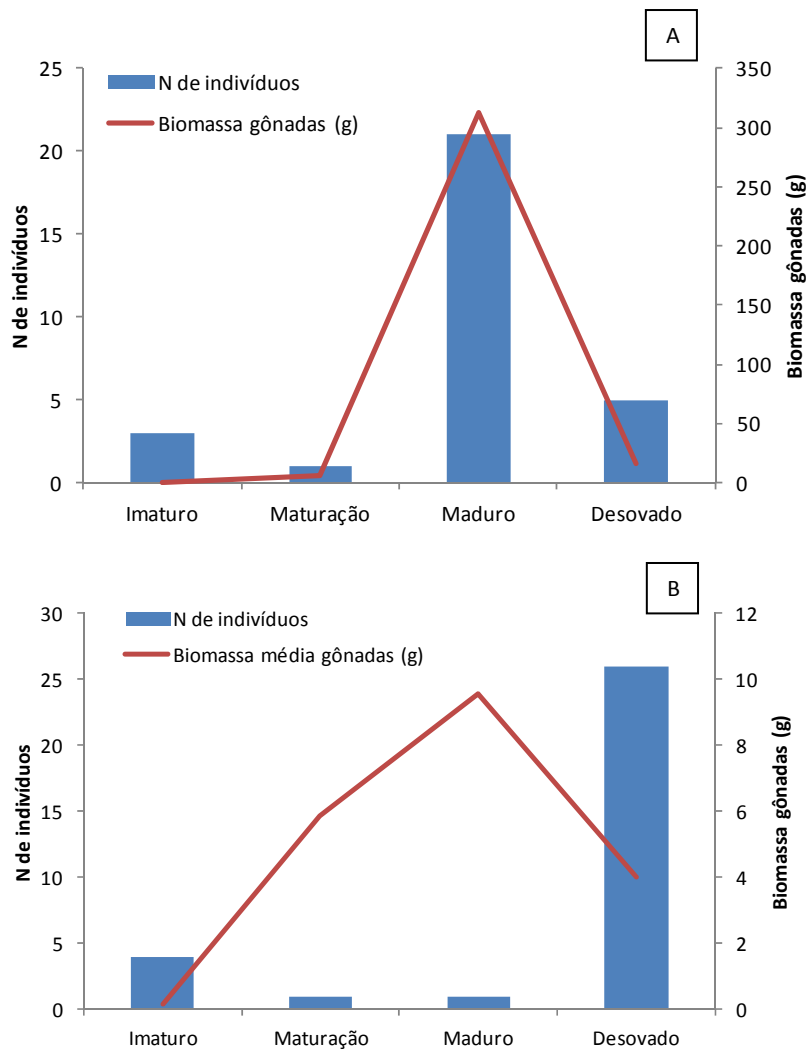 A
N de indivíduos
Biomassa gônadas (g)
25
20
15
10
5
0
N de indivíduos
350
300
250
200
150
100
50
0
Biomassa gônadas (g)
Imaturo Maturação Maduro Desovado
B
N de indivíduos
Biomassa média gônadas (g)
30
25
20
15
10
5
0
N de indivíduos
12
10
8
6
4
2
0
Biomassa gônadas (g)
Imaturo Maturação Maduro Desovado